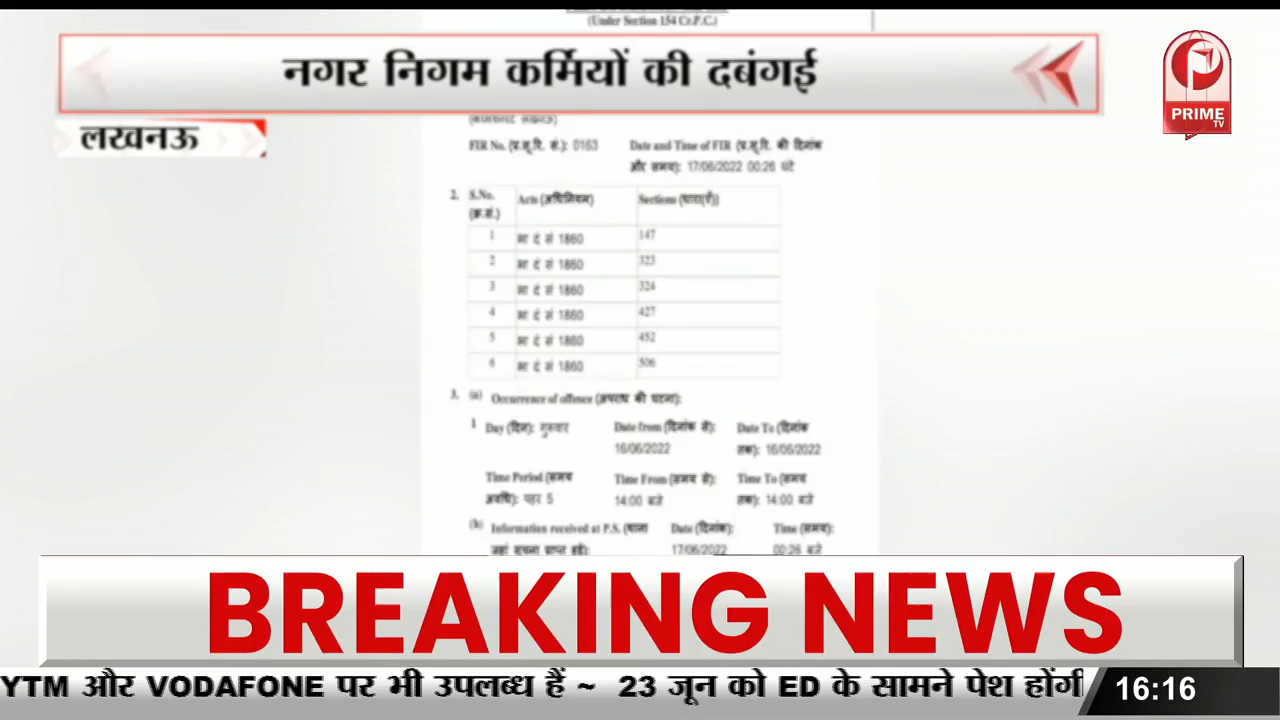 (Under Section 154 Cr.P.C.)
नगर निगम कर्मियों की दबंगई
PRIME
TV
लखनऊ
FIR No. (प्र.सू.रि. सं.): 0163
Date and Time of FIR (प्र.सू.रि. की दिनांक
और समय): 17/06/2022 00:26 बजे
2. S.No. Acts (अधिनियम) Sections (धारा(एँ))
(क्र.सं.)
1 भा दं सं 1860 147
2 भा दं सं 1860 323
3 भा दं सं 1860 324
4 भा दं सं 1860 427
5 भा दं सं 1860 452
6 भा दं सं 1860 506
3. (a) Occurrence of offence (अपराध की घटना):
1 Day (दिन): गुरुवार Date from (दिनांक से): Date To (दिनांक
16/06/2022 तक): 16/06/2022
Time Period (समय Time From (समय से): Time To (समय
अवधि): पहर 5 14:00 बजे तक): 14:00 बजे
(b) Information received at P.S. (थाना Date (दिनांक): Time (समय):
जहां सूचना प्राप्त हुई): 17/06/2022 00:26 बजे
BREAKING NEWS
YTM और VODAFONE पर भी उपलब्ध हैं ~ 23 जून को ED के सामने पेश होंगी
16:16